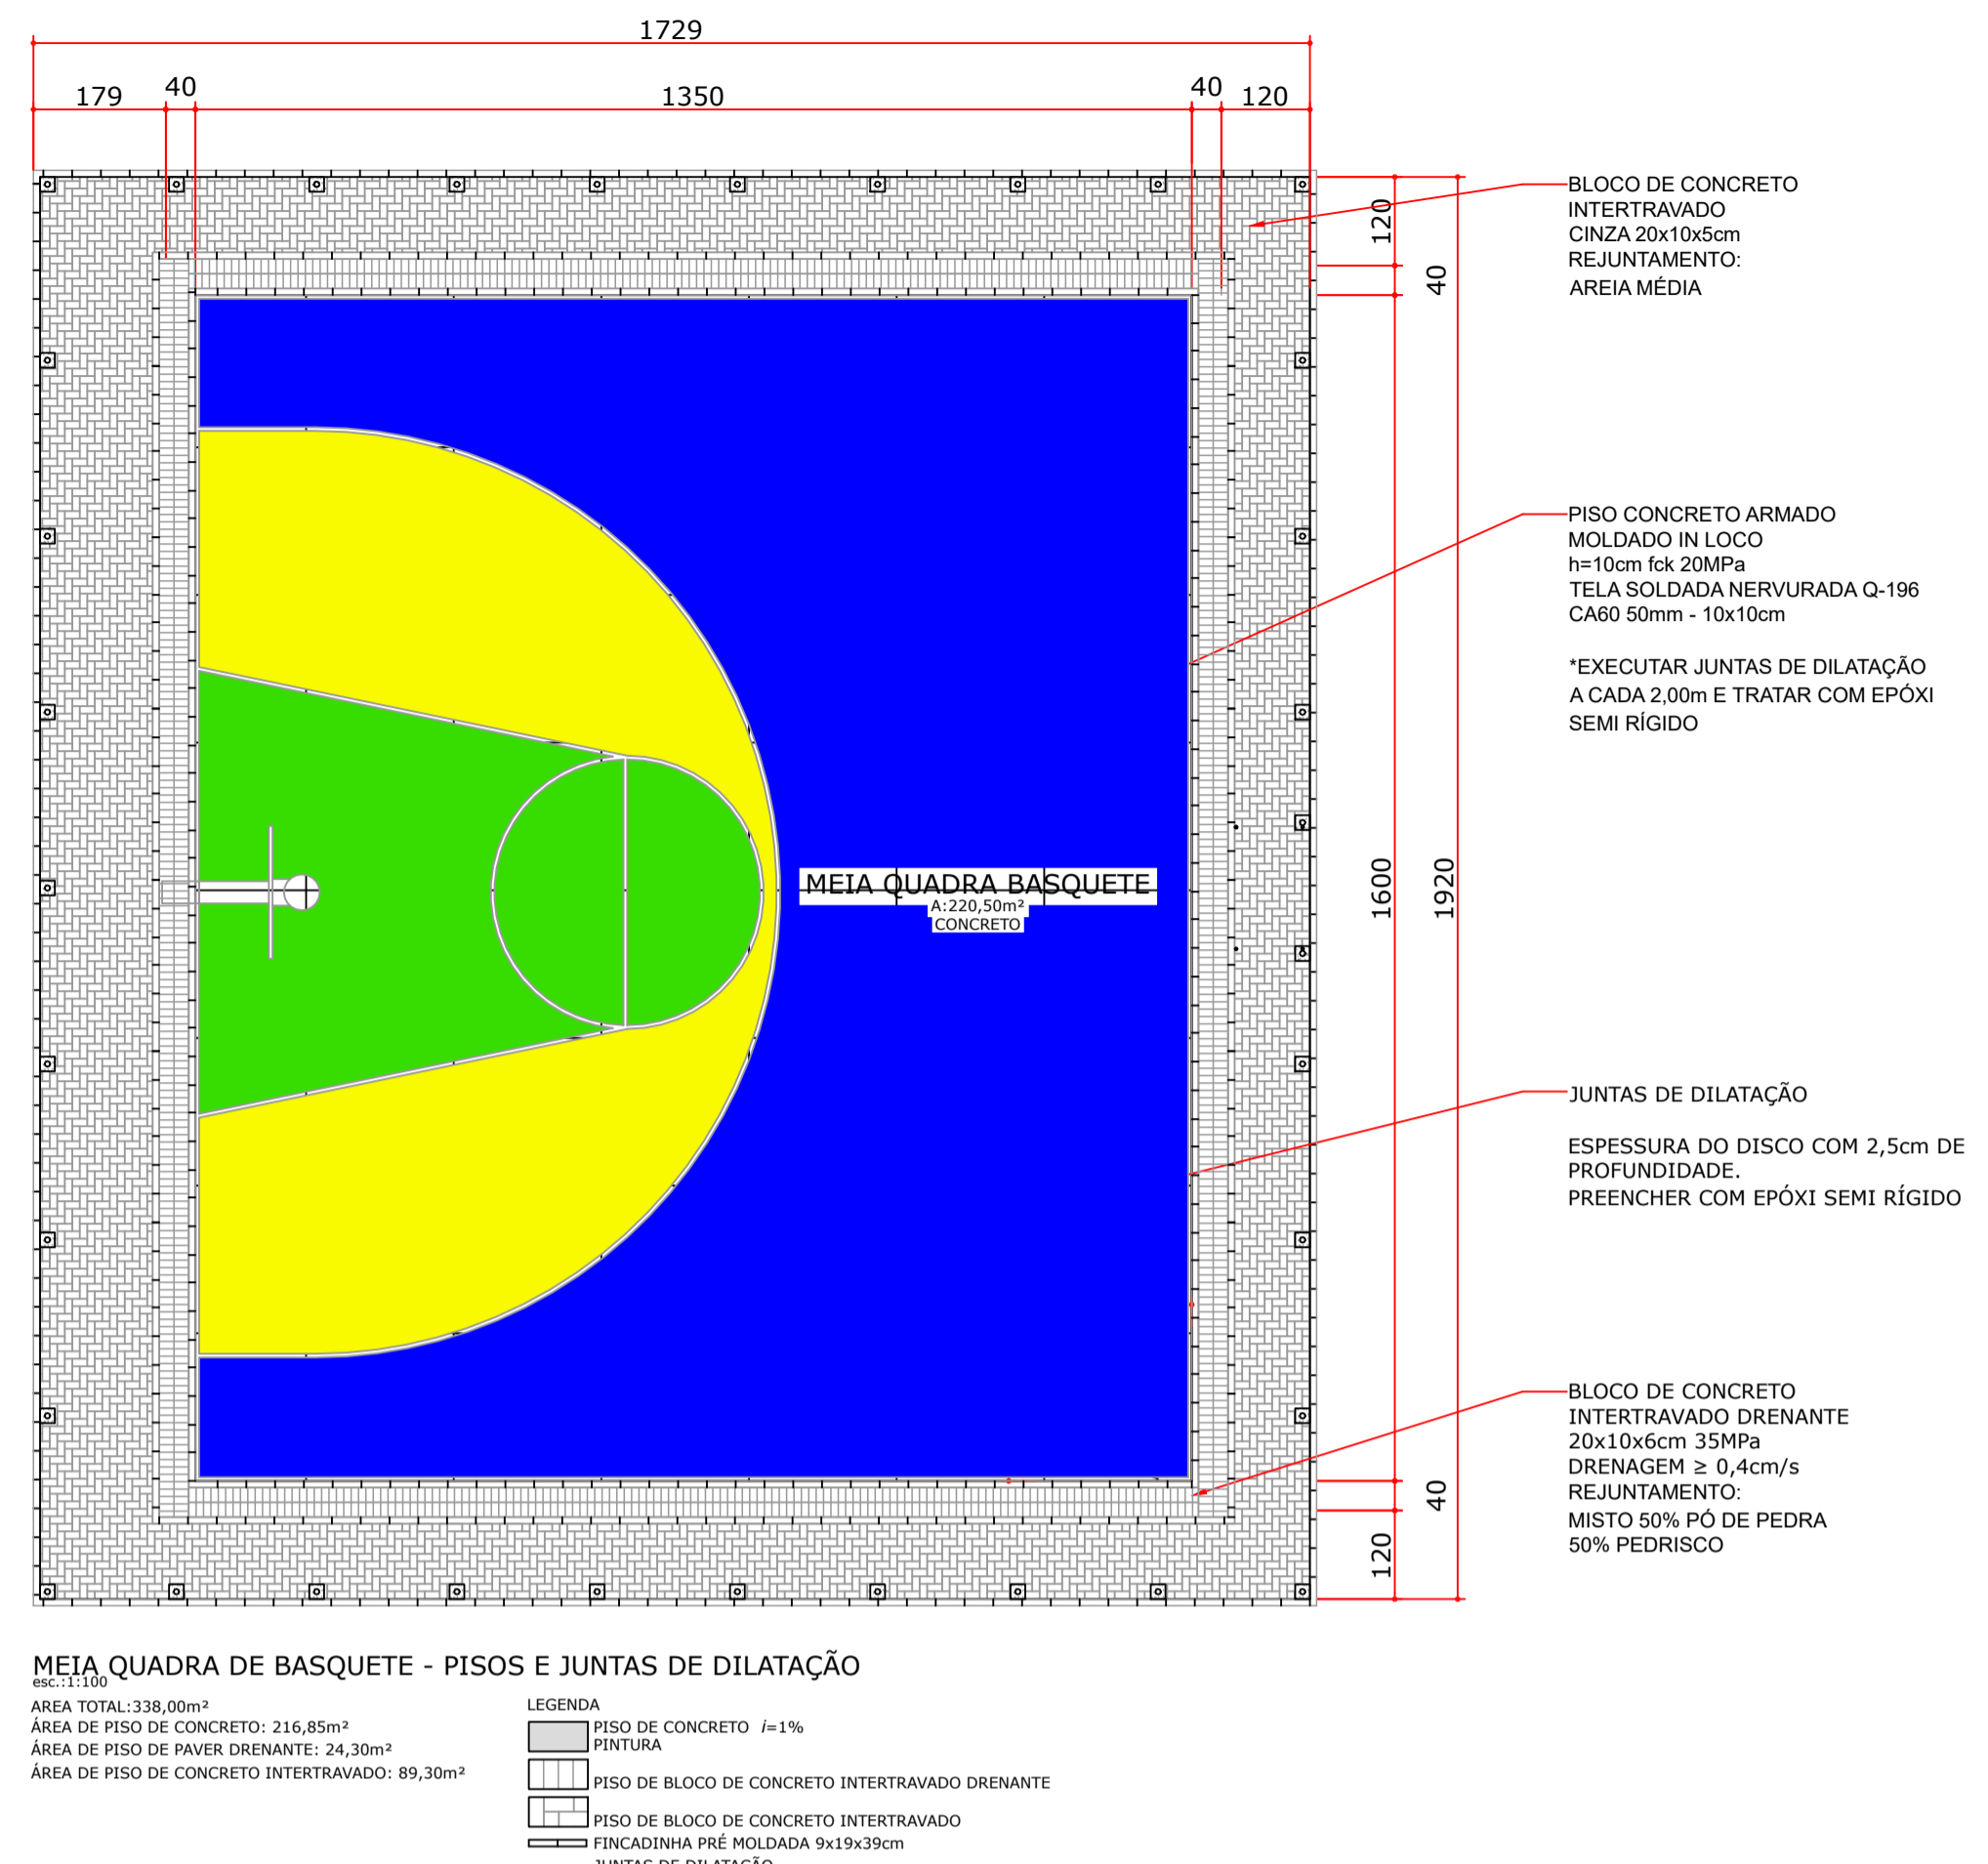 1729
179
40
1350
40
120
120
40
1600
1920
40
120
BLOCO DE CONCRETO
INTERTRAVADO
CINZA 20x10x5cm
REJUNTAMENTO:
AREIA MÉDIA
PISO CONCRETO ARMADO
MOLDADO IN LOCO
h=10cm fck 20MPa
TELA SOLDADA NERVURADA Q-196
CA60 50mm - 10x10cm
*EXECUTAR JUNTAS DE DILATAÇÃO
A CADA 2,00m E TRATAR COM EPÓXI
SEMI RÍGIDO
MEIA QUADRA BASQUETE
A:220,50m²
CONCRETO
JUNTAS DE DILATAÇÃO
ESPESSURA DO DISCO COM 2,5cm DE
PROFUNDIDADE.
PREENCHER COM EPÓXI SEMI RÍGIDO
BLOCO DE CONCRETO
INTERTRAVADO DRENANTE
20x10x6cm 35MPa
DRENAGEM ≥ 0,4cm/s
REJUNTAMENTO:
MISTO 50% PÓ DE PEDRA
50% PEDRISCO
MEIA QUADRA DE BASQUETE - PISOS E JUNTAS DE DILATAÇÃO
esc.:1:100
AREA TOTAL:338,00m²
ÁREA DE PISO DE CONCRETO: 216,85m²
ÁREA DE PISO DE PAVER DRENANTE: 24,30m²
ÁREA DE PISO DE CONCRETO INTERTRAVADO: 89,30m²
LEGENDA
PISO DE CONCRETO i=1%
PINTURA
PISO DE BLOCO DE CONCRETO INTERTRAVADO DRENANTE
PISO DE BLOCO DE CONCRETO INTERTRAVADO
FINCADINHA PRÉ MOLDADA 9x19x39cm
JUNTAS DE DILATAÇÃO